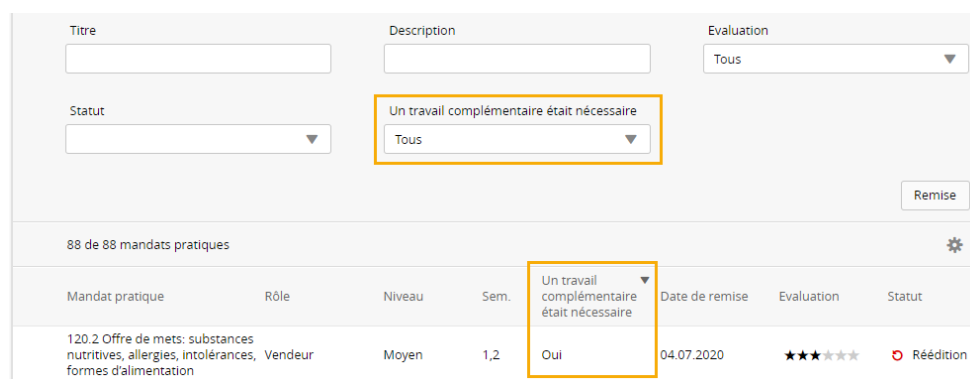 Titre
Description
Evaluation
Tous
Statut
Un travail complémentaire était nécessaire
Tous
Remise
88 de 88 mandats pratiques
Mandat pratique
Rôle
Niveau
Sem.
Un travail
complémentaire
était nécessaire
Date de remise
Evaluation
Statut
120.2 Offre de mets: substances
nutritives, allergies, intolérances,
formes d'alimentation
Vendeur
Moyen
1,2
Oui
04.07.2020
Réédition